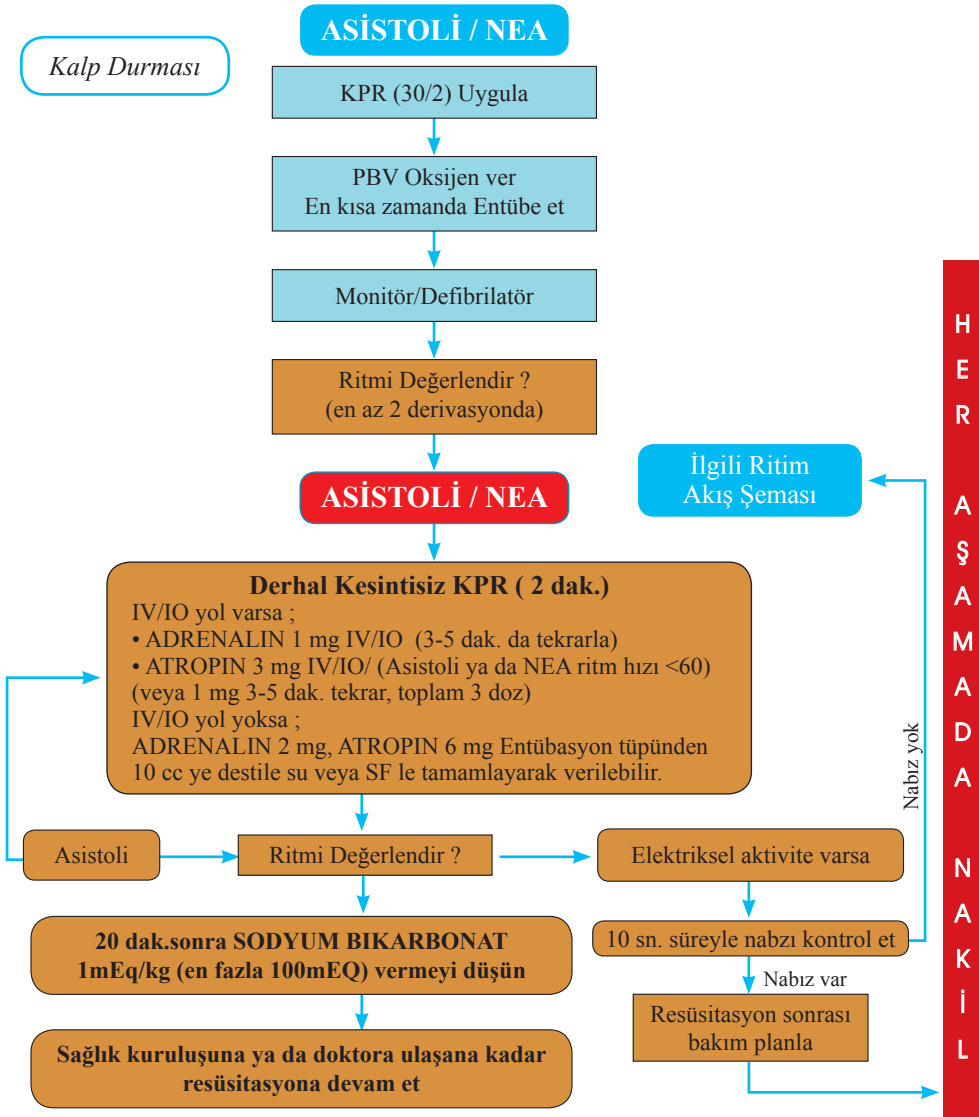 ASİSTOLİ / NEA
Kalp Durması
KPR (30/2) Uygula
PBV Oksijen ver
En kısa zamanda Entübe et
Monitör/Defibrilatör
Ritmi Değerlendir ?
(en az 2 derivasyonda)
ASİSTOLİ / NEA
İlgili Ritim
Akış Şeması
Derhal Kesintisiz KPR ( 2 dak.)
IV/IO yol varsa ;
• ADRENALIN 1 mg IV/IO (3-5 dak. da tekrarla)
• ATROPIN 3 mg IV/IO/ (Asistoli ya da NEA ritm hızı <60)
(veya 1 mg 3-5 dak. tekrar, toplam 3 doz)
IV/IO yol yoksa ;
ADRENALIN 2 mg, ATROPIN 6 mg Entübasyon tüpünden
10 cc ye destile su veya SF le tamamlayarak verilebilir.
Nabız yok
Asistoli
Ritmi Değerlendir ?
Elektriksel aktivite varsa
20 dak.sonra SODYUM BIKARBONAT
1mEq/kg (en fazla 100mEQ) vermeyi düşün
10 sn. süreyle nabzı kontrol et
Nabız var
Resüsitasyon sonrası
bakım planla
Sağlık kuruluşuna ya da doktora ulaşana kadar
resüsitasyona devam et
HER AŞAMADA NAKİL